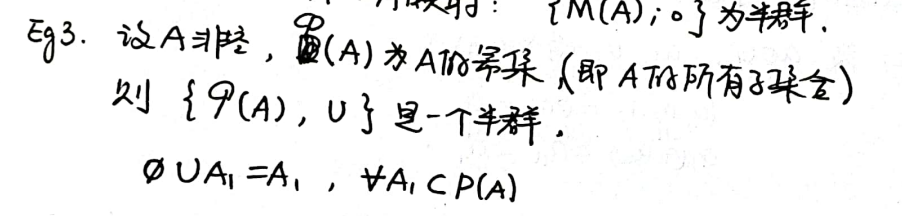 {M(A); ∘} 为半群.
Eg3. 设A非空, 𝒫(A) 为A的幂集 (即A的所有子集合)
则 {𝒫(A), ∪} 是一个半群.
∅∪A₁=A₁, ∀A₁⊂P(A)